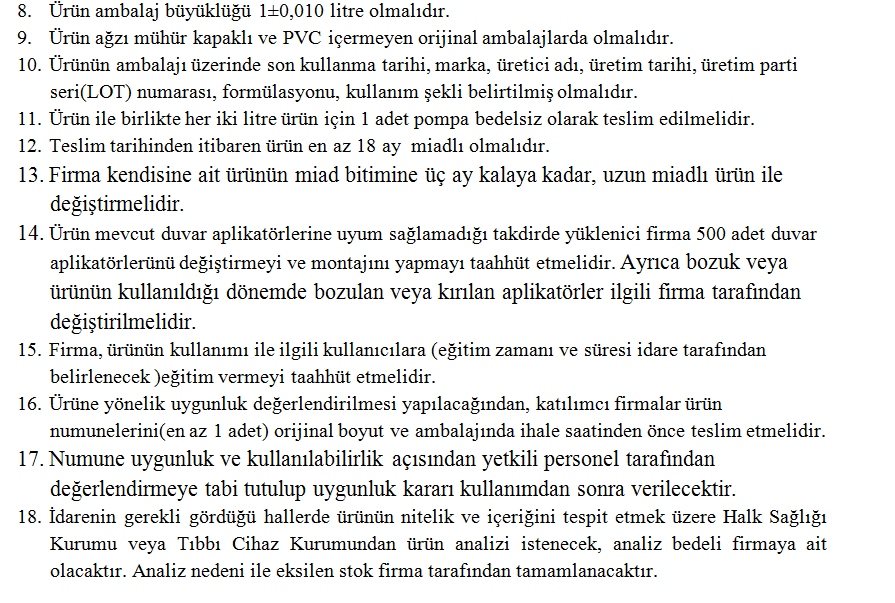 8. Ürün ambalaj büyüklüğü 1±0,010 litre olmalıdır.
9. Ürün ağzı mühür kapaklı ve PVC içermeyen orijinal ambalajlarda olmalıdır.
10. Ürünün ambalajı üzerinde son kullanma tarihi, marka, üretici adı, üretim tarihi, üretim parti
seri(LOT) numarası, formülasyonu, kullanım şekli belirtilmiş olmalıdır.
11. Ürün ile birlikte her iki litre ürün için 1 adet pompa bedelsiz olarak teslim edilmelidir.
12. Teslim tarihinden itibaren ürün en az 18 ay miadlı olmalıdır.
13. Firma kendisine ait ürünün miad bitimine üç ay kalaya kadar, uzun miadlı ürün ile
değiştirmelidir.
14. Ürün mevcut duvar aplikatörlerine uyum sağlamadığı takdirde yüklenici firma 500 adet duvar
aplikatörlerünü değiştirmeyi ve montajını yapmayı taahhüt etmelidir. Ayrıca bozuk veya
ürünün kullanıldığı dönemde bozulan veya kırılan aplikatörler ilgili firma tarafından
değiştirilmelidir.
15. Firma, ürünün kullanımı ile ilgili kullanıcılara (eğitim zamanı ve süresi idare tarafından
belirlenecek )eğitim vermeyi taahhüt etmelidir.
16. Ürüne yönelik uygunluk değerlendirilmesi yapılacağından, katılımcı firmalar ürün
numunelerini(en az 1 adet) orijinal boyut ve ambalajında ihale saatinden önce teslim etmelidir.
17. Numune uygunluk ve kullanılabilirlik açısından yetkili personel tarafından
değerlendirmeye tabi tutulup uygunluk kararı kullanımdan sonra verilecektir.
18. İdarenin gerekli gördüğü hallerde ürünün nitelik ve içeriğini tespit etmek üzere Halk Sağlığı
Kurumu veya Tıbbı Cihaz Kurumundan ürün analizi istenecek, analiz bedeli firmaya ait
olacaktır. Analiz nedeni ile eksilen stok firma tarafından tamamlanacaktır.